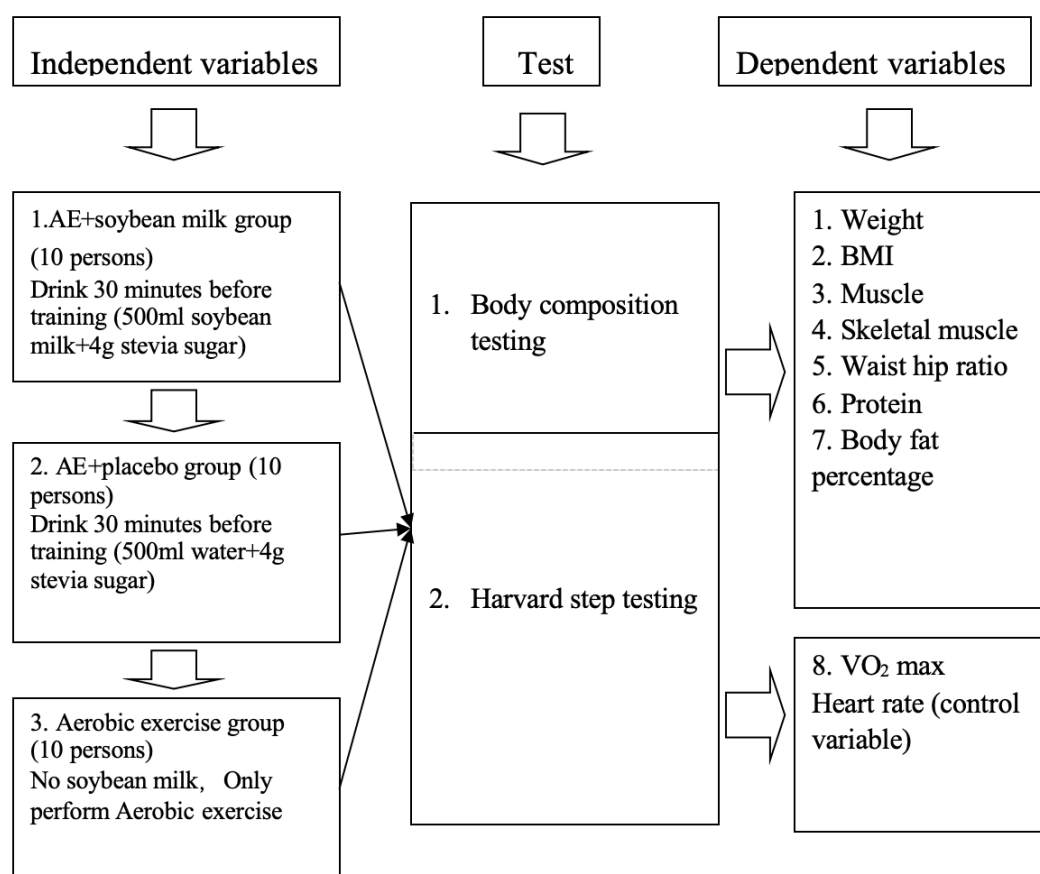 Independent variables
Test
Dependent variables
1.AE+soybean milk group
(10 persons)
Drink 30 minutes before
training (500ml soybean
milk+4g stevia sugar)
2. AE+placebo group (10
persons)
Drink 30 minutes before
training (500ml water+4g
stevia sugar)
3. Aerobic exercise group
(10 persons)
No soybean milk， Only
perform Aerobic exercise
1. Body composition
testing
2. Harvard step testing
1. Weight
2. BMI
3. Muscle
4. Skeletal muscle
5. Waist hip ratio
6. Protein
7. Body fat
percentage
8. VO₂ max
Heart rate (control
variable)